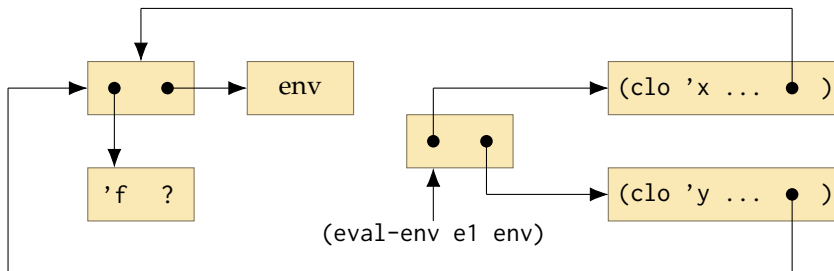 env
(clo 'x ... )
'f ?
(clo 'y ... )
(eval-env e1 env)